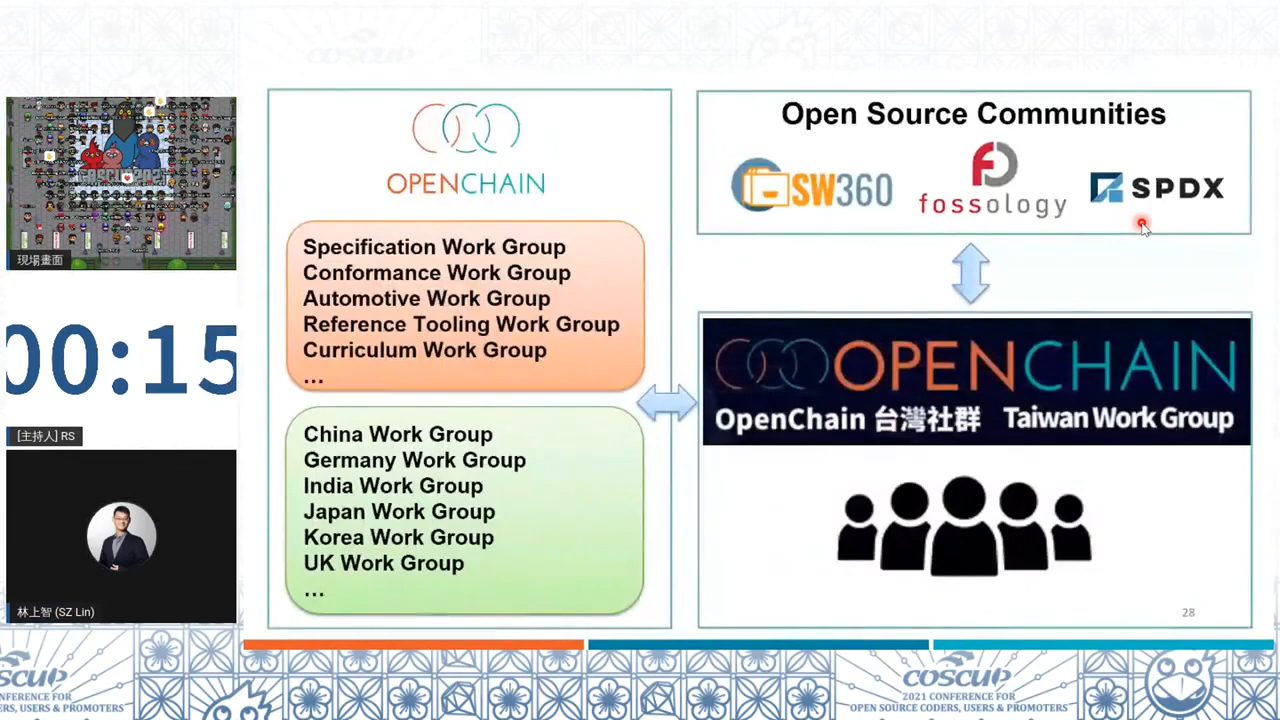 COSCUP
現場畫面
00:15
[主持人] RS
林上智 (SZ Lin)
OPENCHAIN
Specification Work Group
Conformance Work Group
Automotive Work Group
Reference Tooling Work Group
Curriculum Work Group
...
China Work Group
Germany Work Group
India Work Group
Japan Work Group
Korea Work Group
UK Work Group
...
Open Source Communities
SW360
fossology
SPDX
OPENCHAIN
OpenChain 台灣社群 Taiwan Work Group
28
SCUP
NFERENCE FOR
ERS, USERS & PROMOTERS
COSCUP
2021 CONFERENCE FOR
OPEN SOURCE CODERS, USERS & PROMOTERS